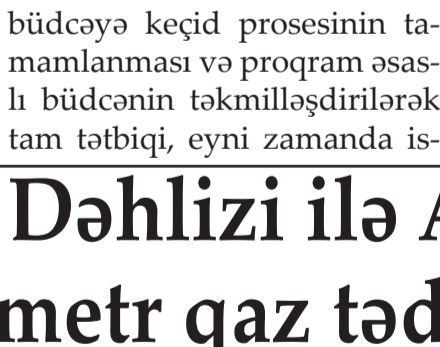 büdcəyə keçid prosesinin ta-
mamlanması və proqram əsas-
lı büdcənin təkmilləşdirilərək
tam tətbiqi, eyni zamanda is-
Dəhlizi ilə
metr qaz təd